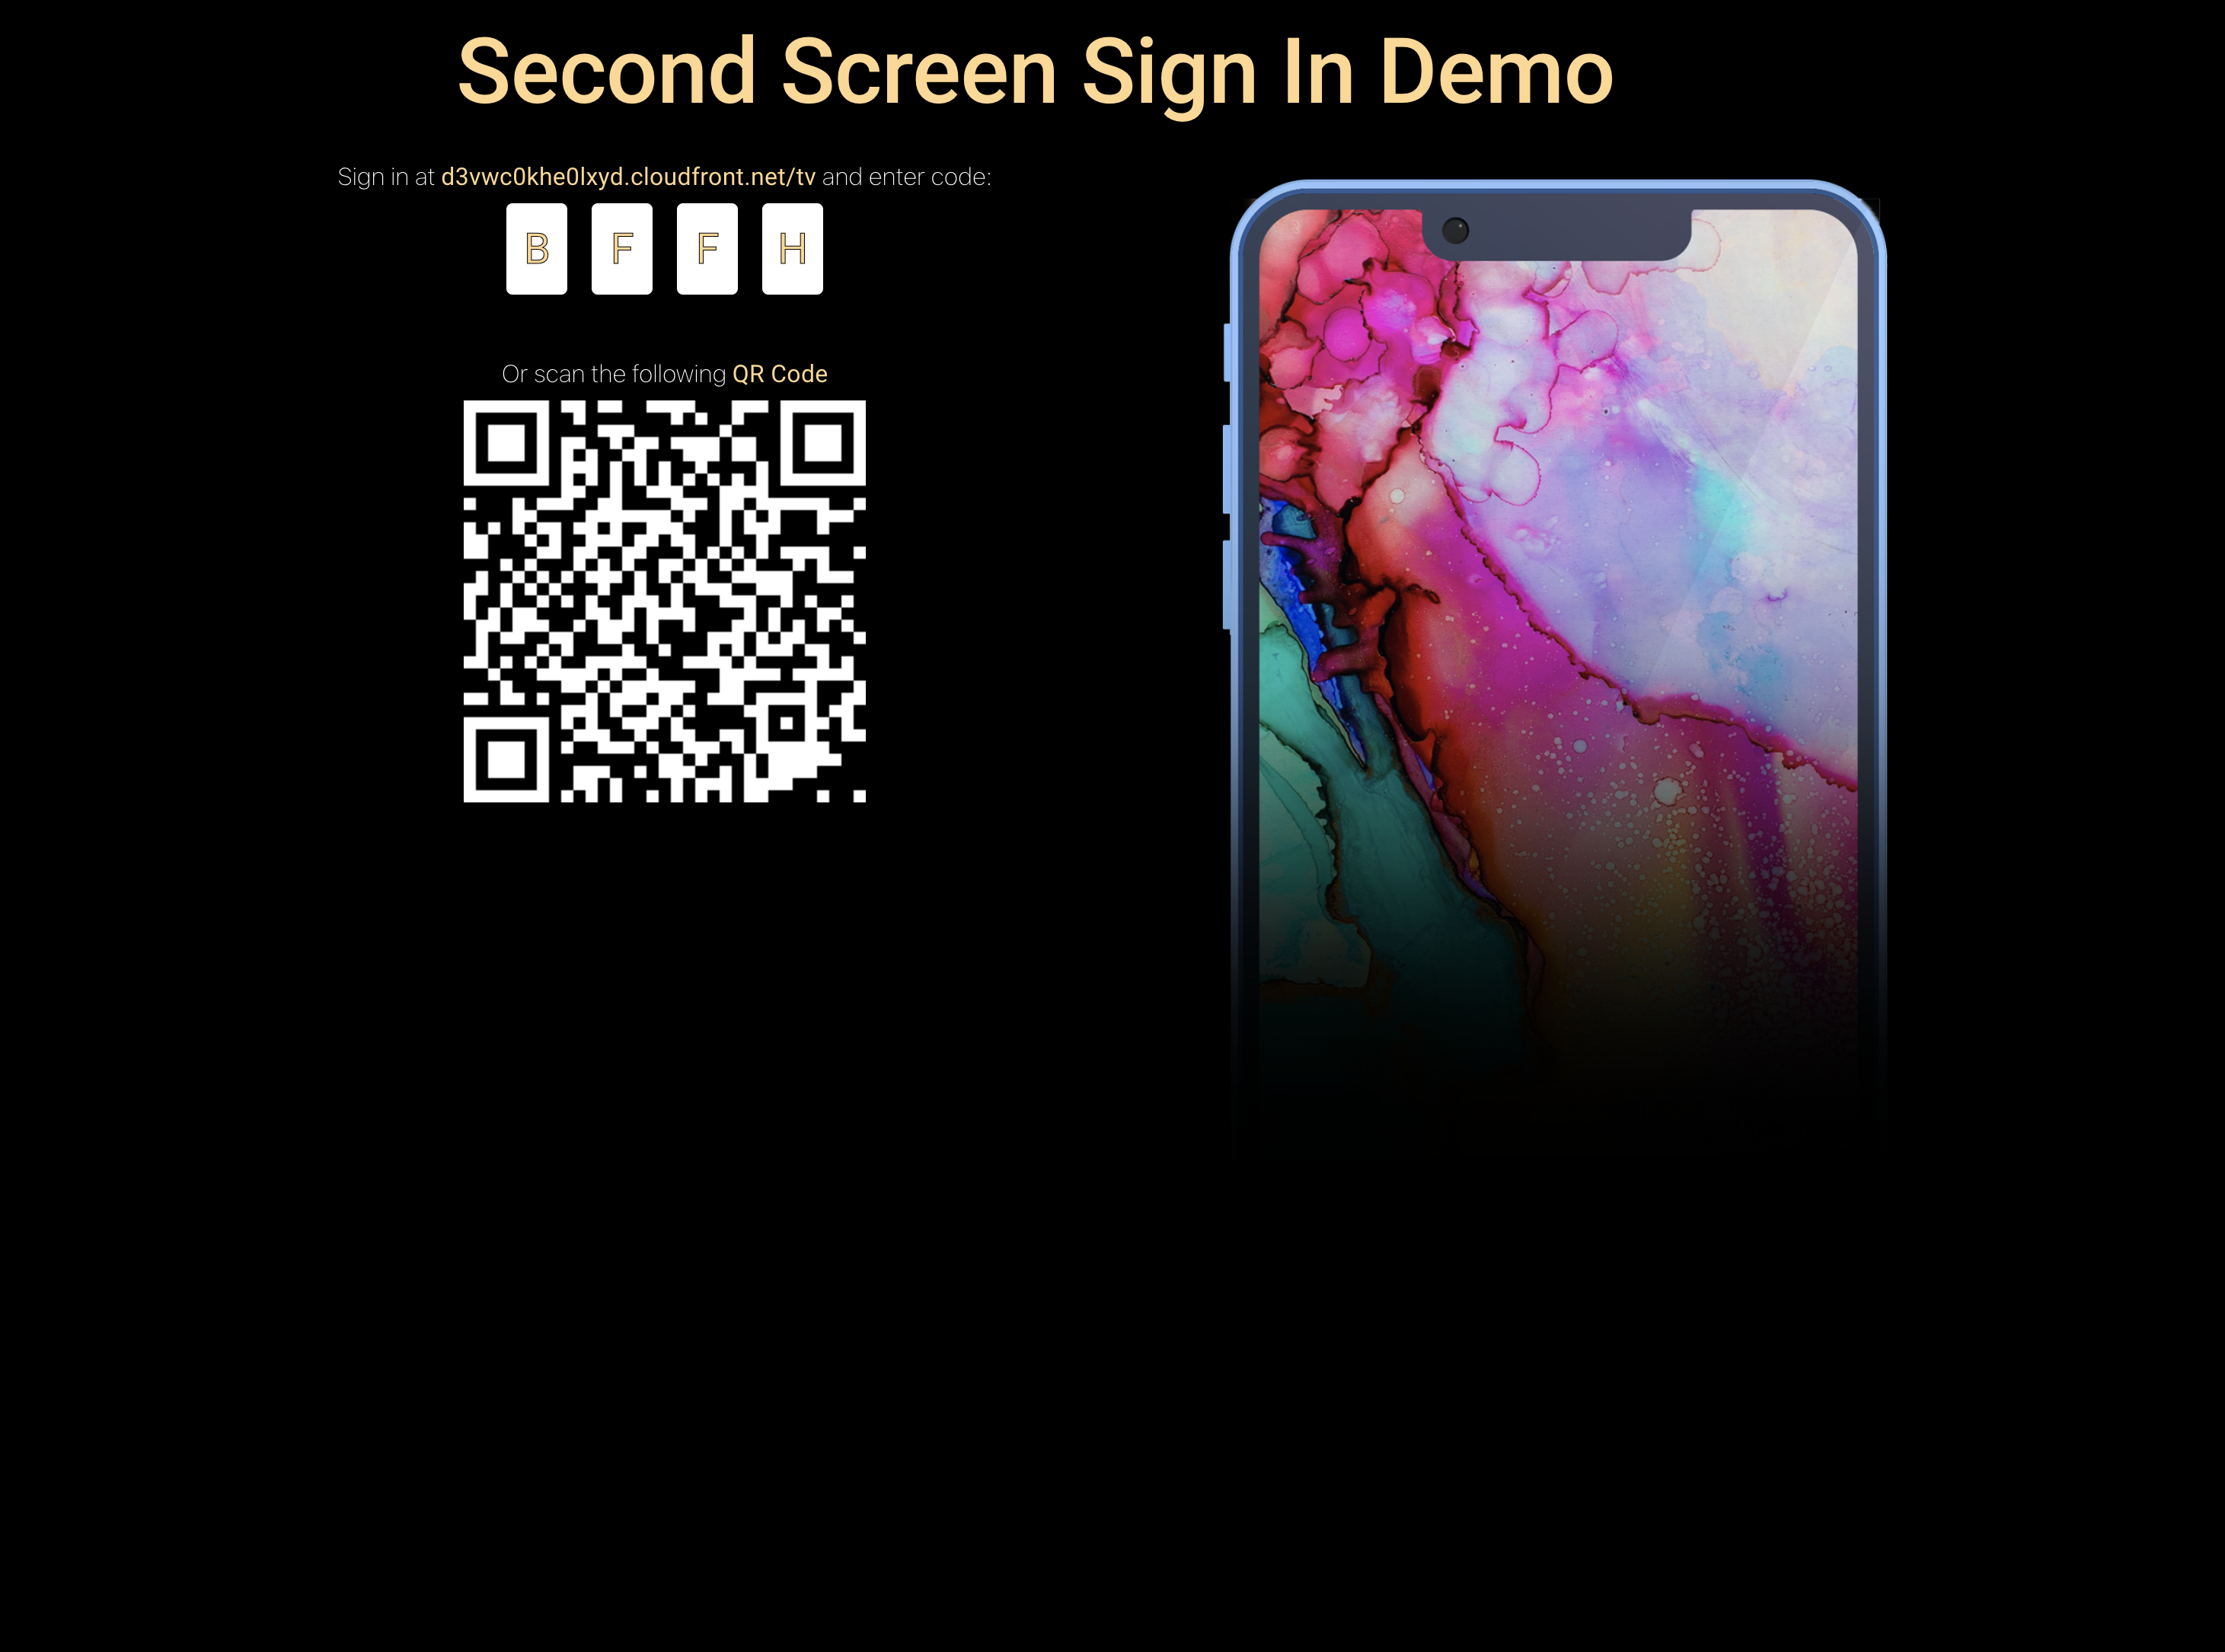 Second Screen Sign In Demo
Sign in at d3vwc0khe0lxyd.cloudfront.net/tv and enter code:
B F F H
Or scan the following QR Code